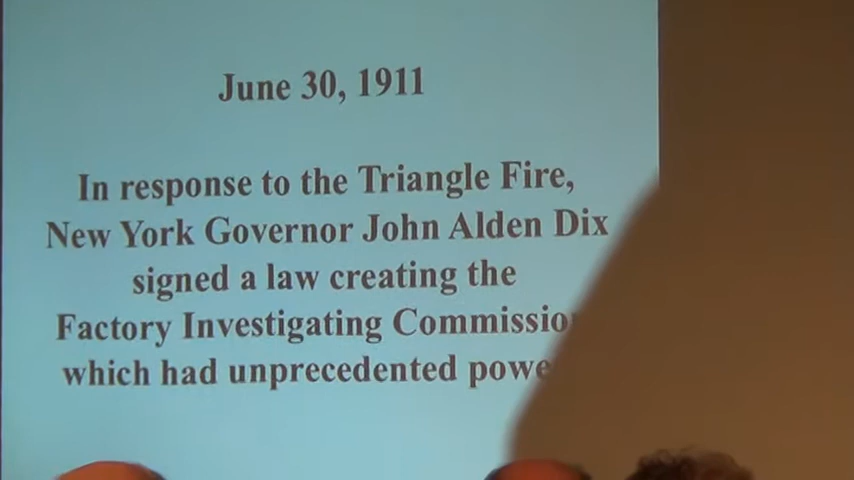 June 30, 1911
In response to the Triangle Fire,
New York Governor John Alden Dix
signed a law creating the
Factory Investigating Commissio
which had unprecedented powe